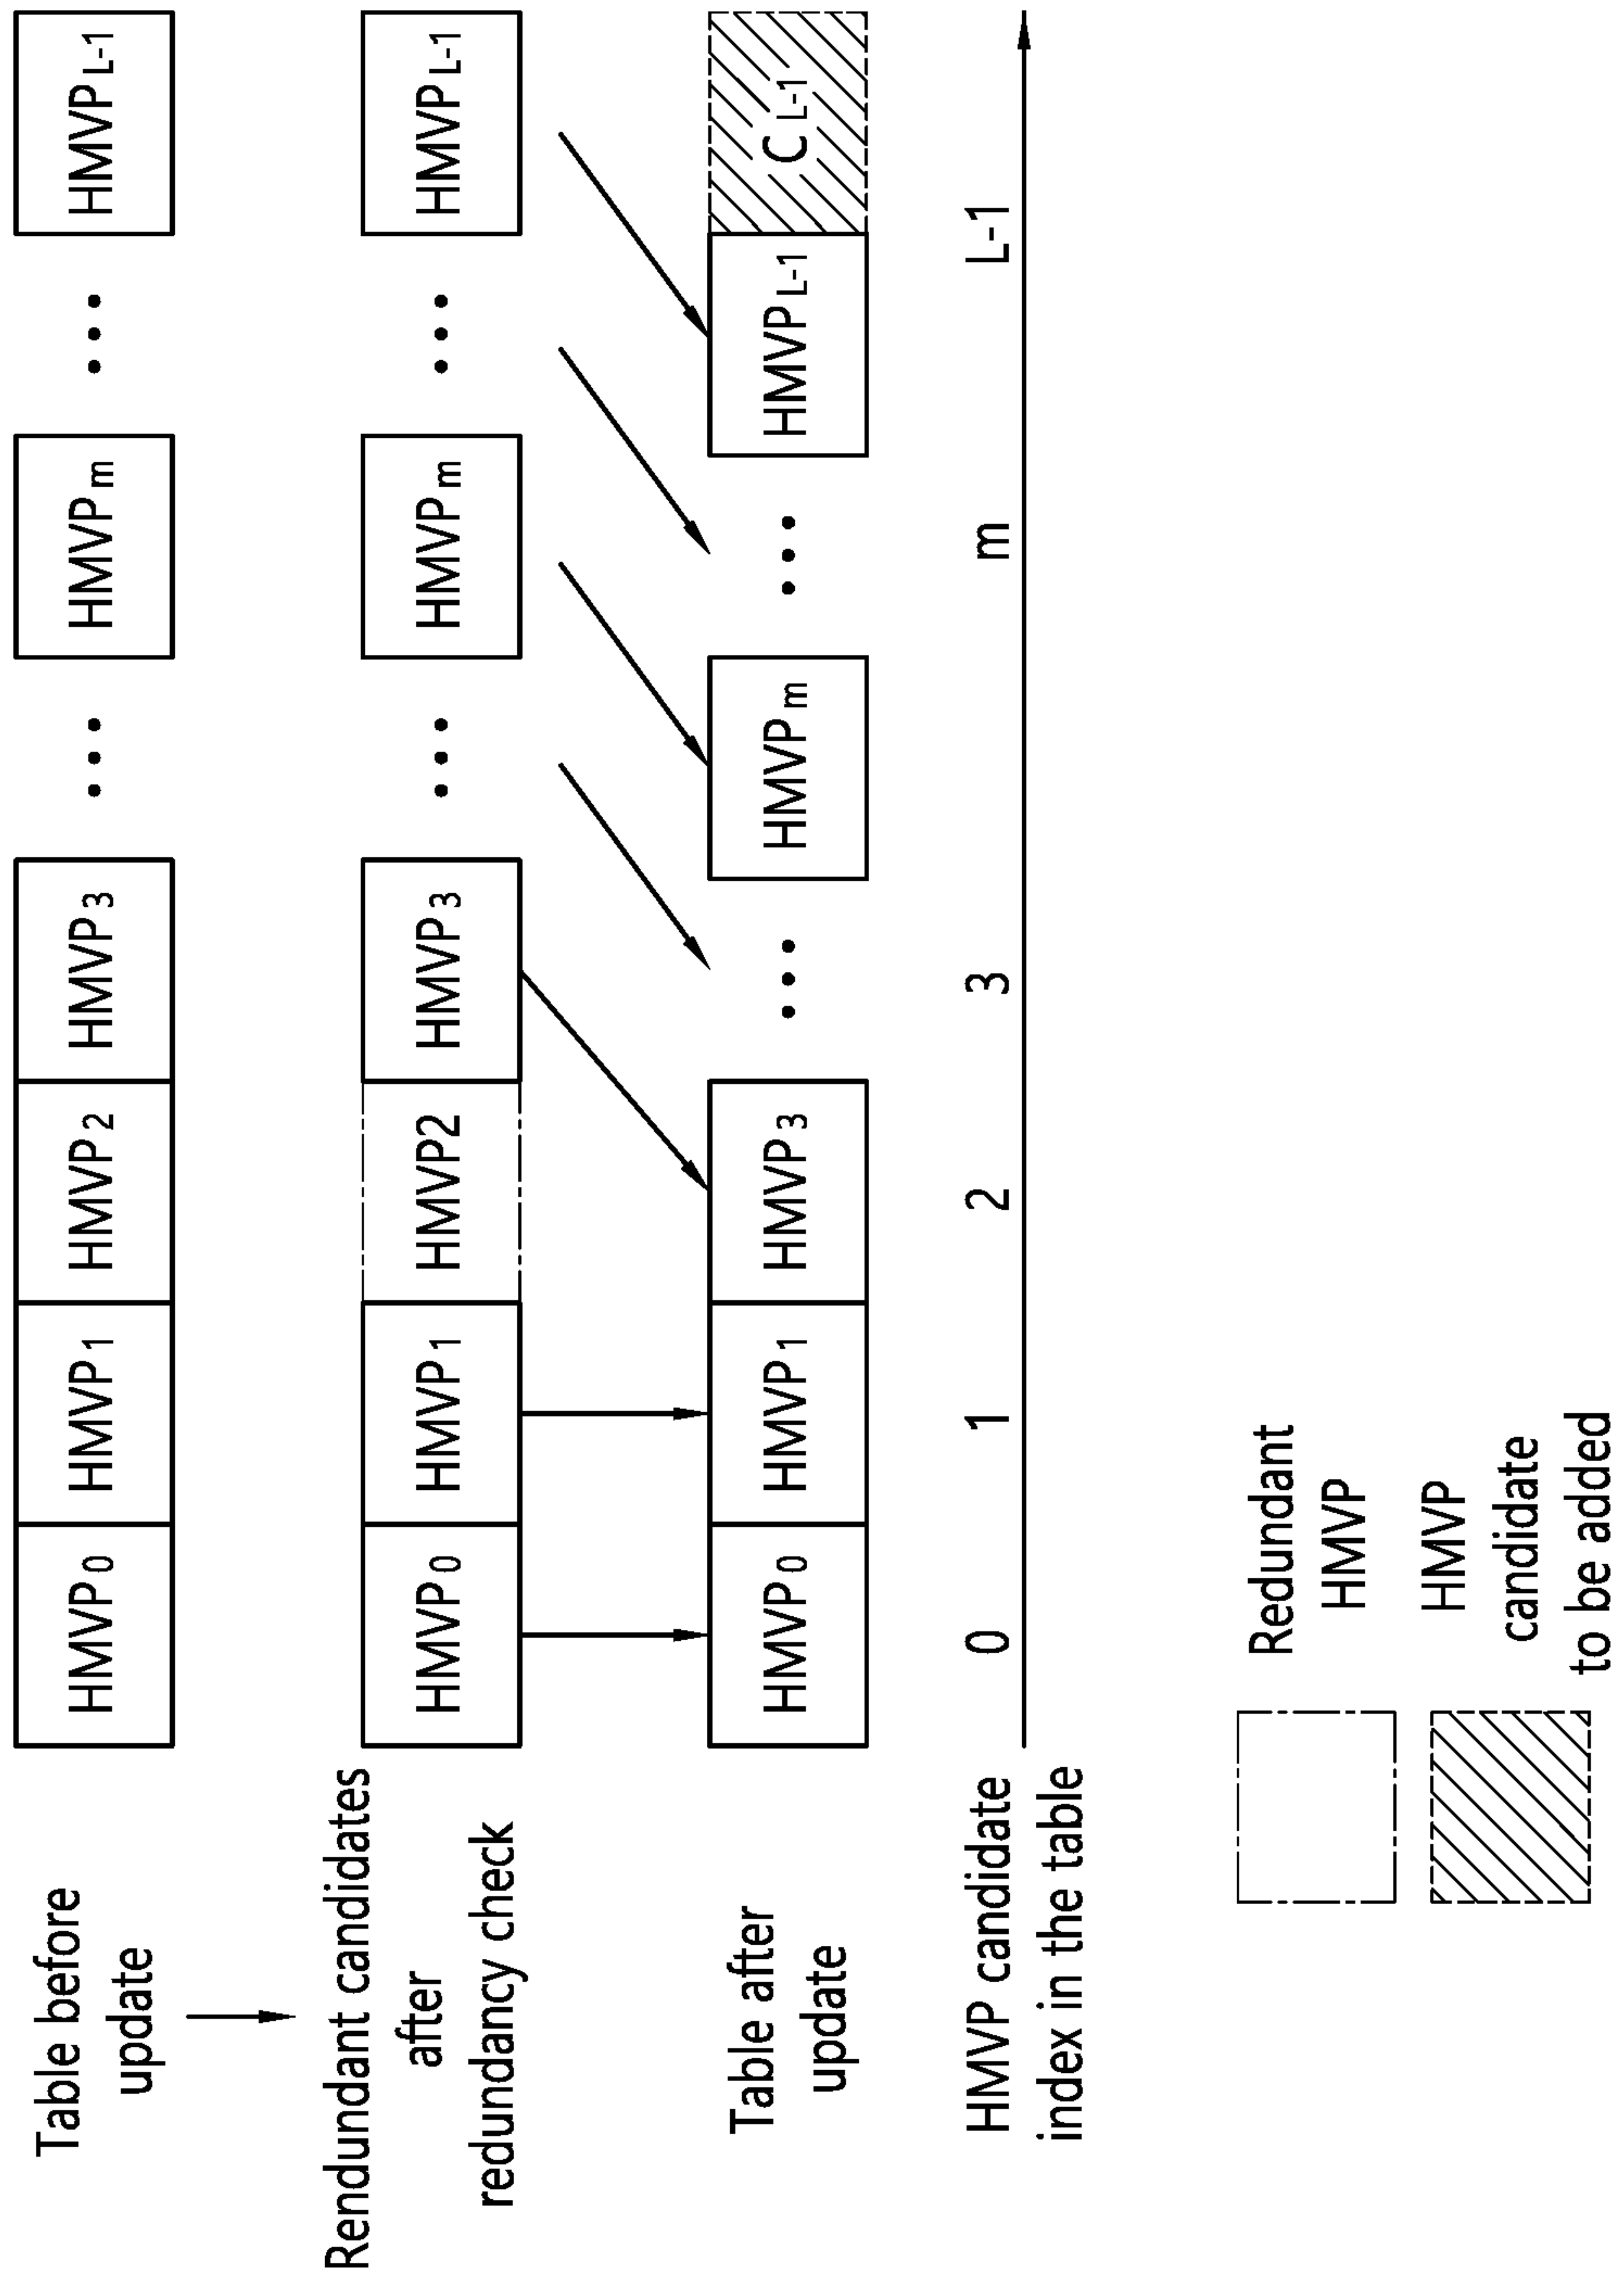 Table before
update
HMVP0 HMVP1 HMVP2 HMVP3 ... HMVPm ... HMVPL-1
Rendundant candidates
after
redundancy check
HMVP0 HMVP1 HMVP2 HMVP3 ... HMVPm ... HMVPL-1
Table after
update
HMVP0 HMVP1 HMVP3 ... HMVPm ... HMVPL-1 CL-1
HMVP candidate
index in the table
0 1 2 3 m L-1
Redundant
HMVP
HMVP
candidate
to be added